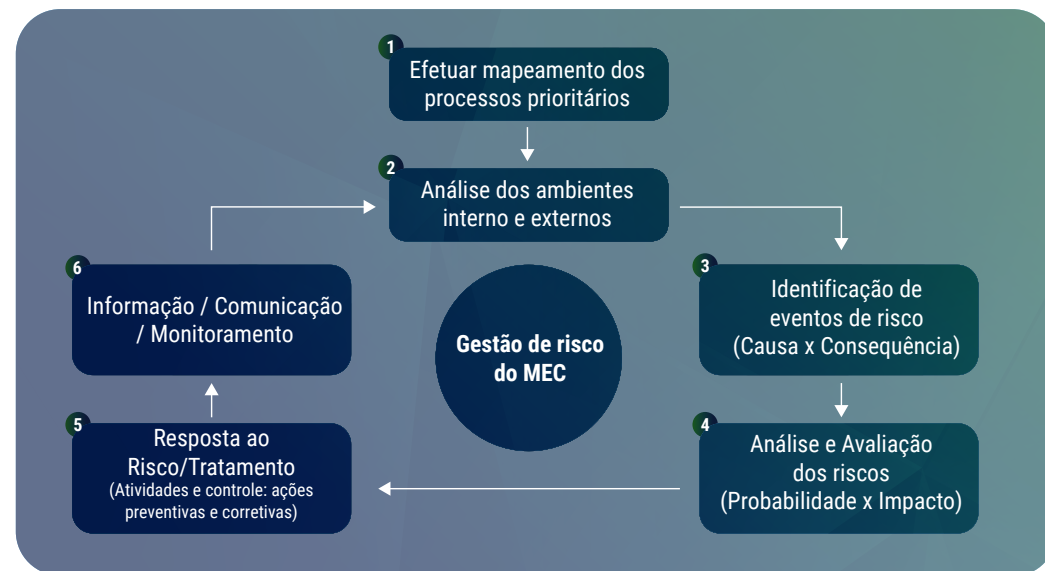 1
Efetuar mapeamento dos
processos prioritários
2
Análise dos ambientes
interno e externos
3
Identificação de
eventos de risco
(Causa x Consequência)
4
Análise e Avaliação
dos riscos
(Probabilidade x Impacto)
5
Resposta ao
Risco/Tratamento
(Atividades e controle: ações
preventivas e corretivas)
6
Informação / Comunicação
/ Monitoramento
Gestão de risco
do MEC